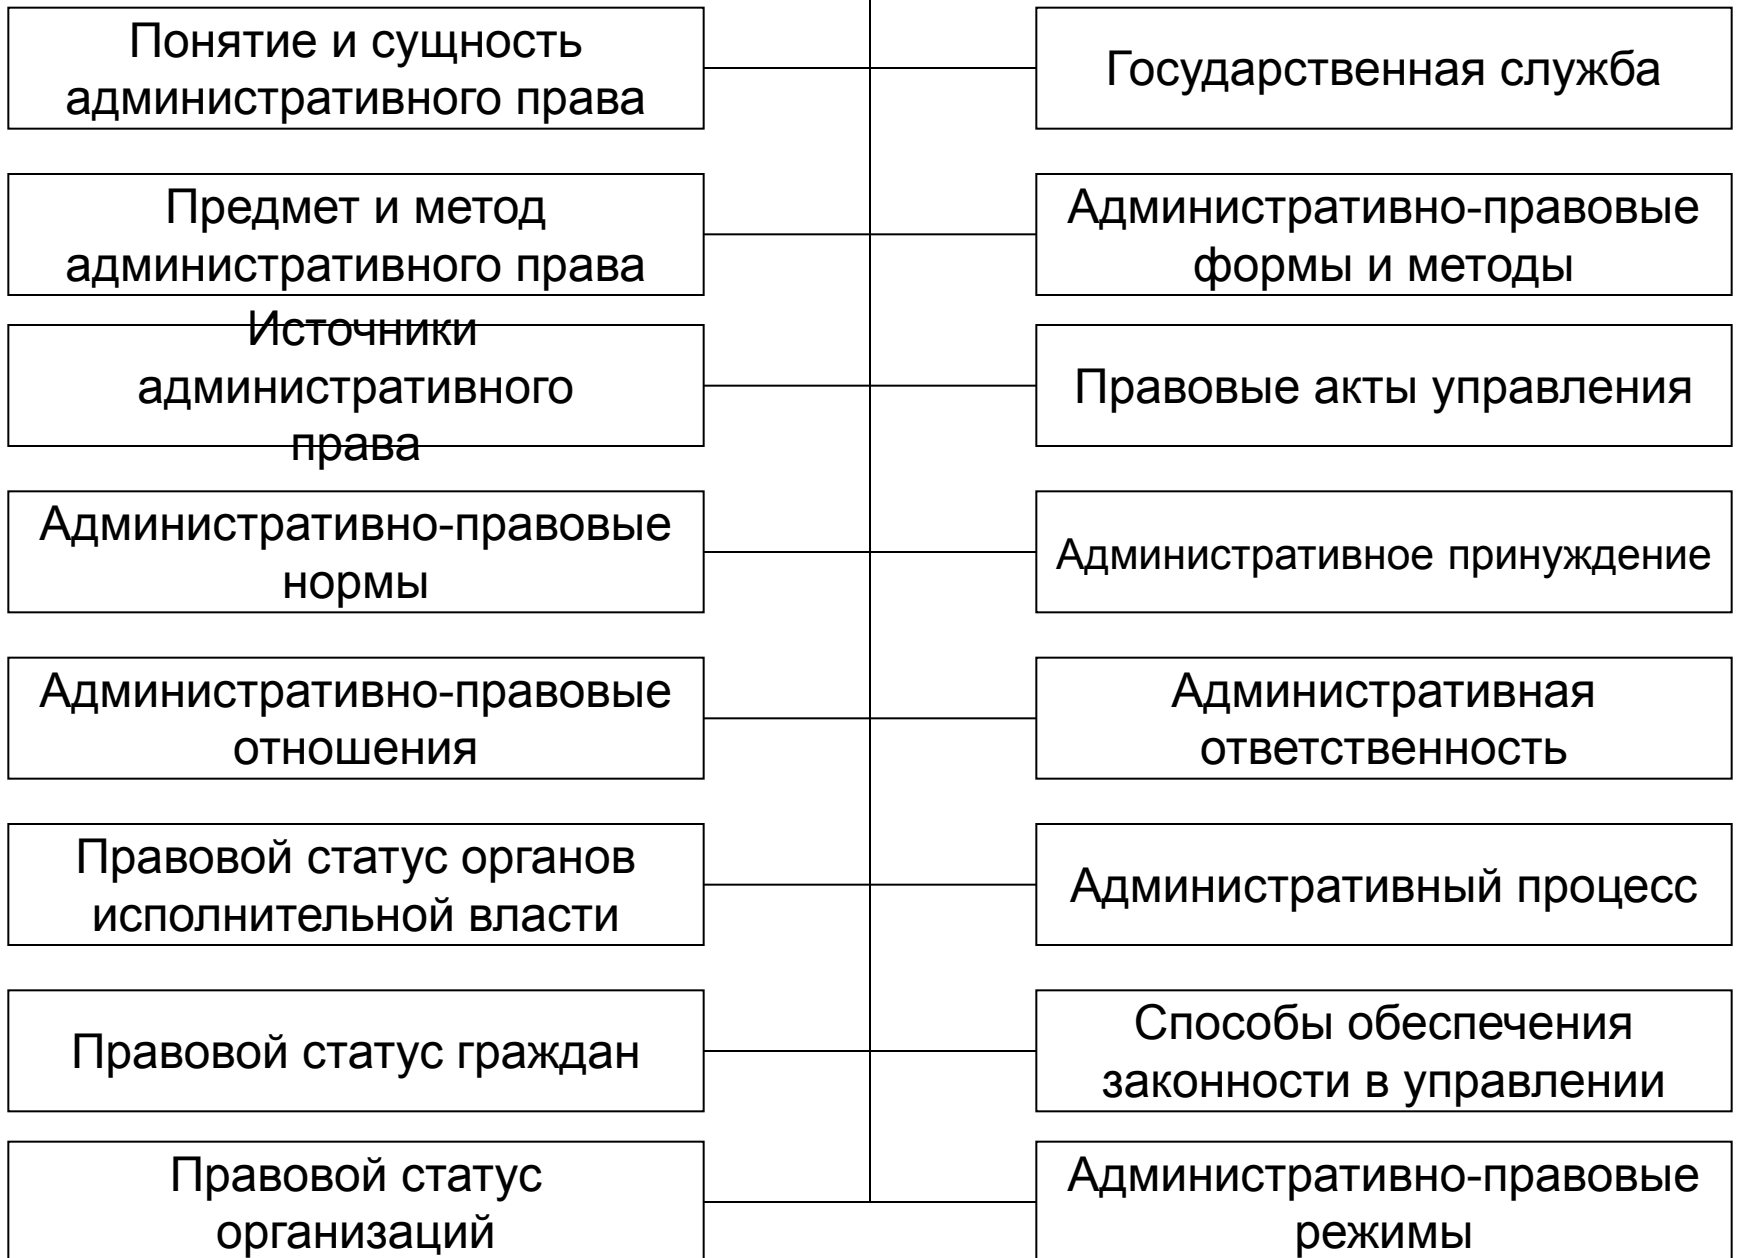 Понятие и сущность
административного права
Государственная служба
Предмет и метод
административного права
Административно-правовые
формы и методы
Источники
административного
права
Правовые акты управления
Административно-правовые
нормы
Административное принуждение
Административно-правовые
отношения
Административная
ответственность
Правовой статус органов
исполнительной власти
Административный процесс
Правовой статус граждан
Способы обеспечения
законности в управлении
Правовой статус
организаций
Административно-правовые
режимы